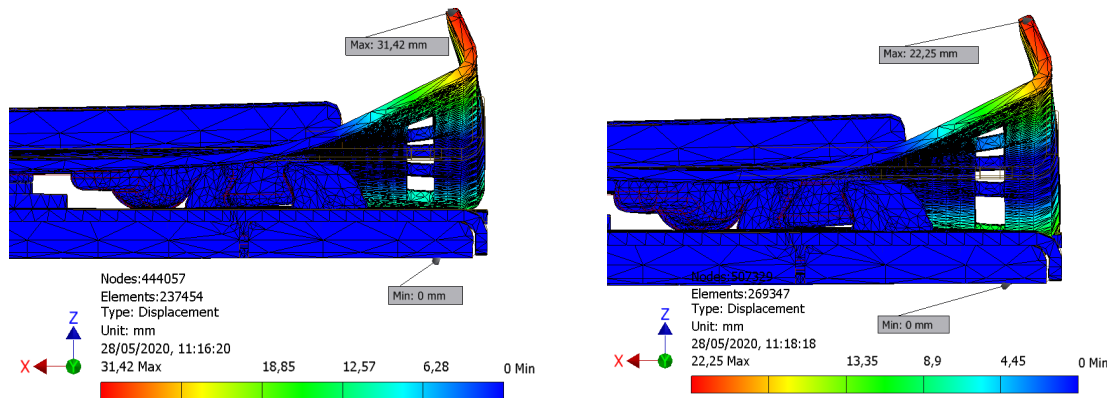 Max: 31,42 mm
Min: 0 mm
Nodes:444057
Elements:237454
Type: Displacement
Unit: mm
28/05/2020, 11:16:20
31,42 Max 18,85 12,57 6,28 0 Min
Z
X
Y
Max: 22,25 mm
Min: 0 mm
Elements:269347
Type: Displacement
Unit: mm
28/05/2020, 11:18:18
22,25 Max 13,35 8,9 4,45 0 Min
Z
X
Y